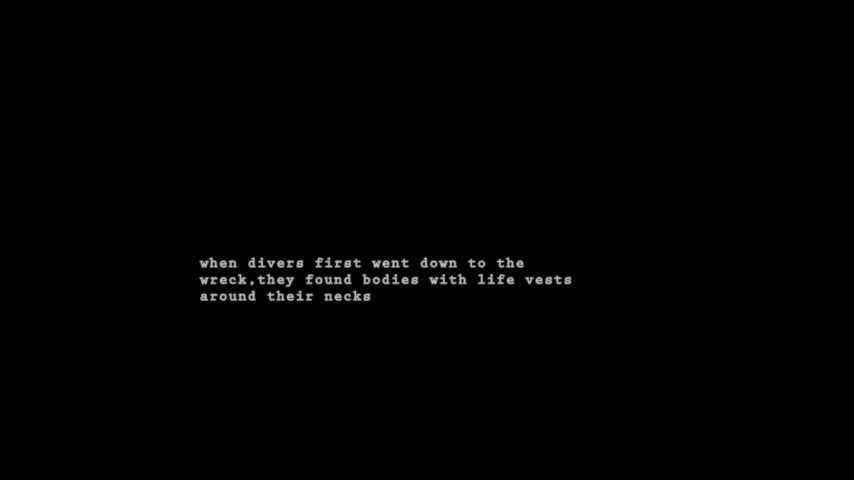 when divers first went down to the
wreck,they found bodies with life vests
around their necks